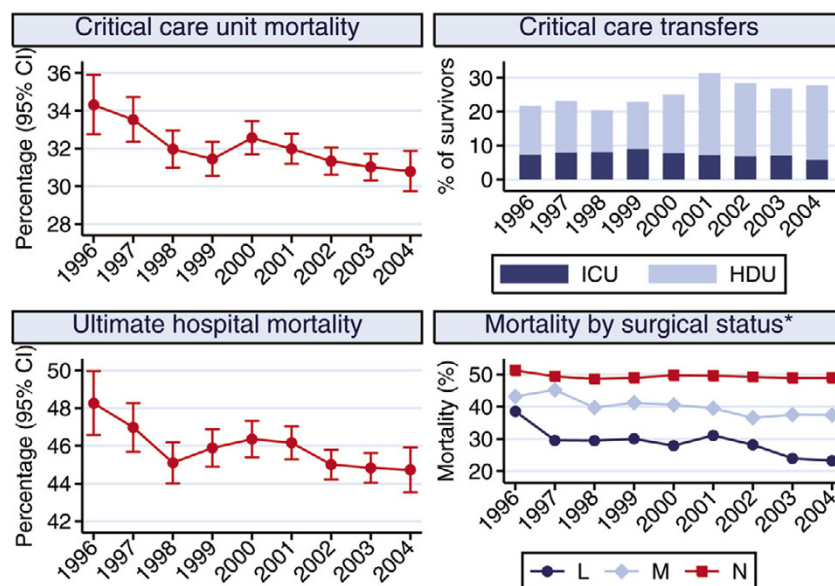 Critical care unit mortality
Percentage (95% CI)
36
34
32
30
28
1996 1997 1998 1999 2000 2001 2002 2003 2004
Critical care transfers
% of survivors
30
20
10
0
1996 1997 1998 1999 2000 2001 2002 2003 2004
ICU HDU
Ultimate hospital mortality
Percentage (95% CI)
50
48
46
44
42
1996 1997 1998 1999 2000 2001 2002 2003 2004
Mortality by surgical status*
Mortality (%)
50
40
30
20
1996 1997 1998 1999 2000 2001 2002 2003 2004
L M N